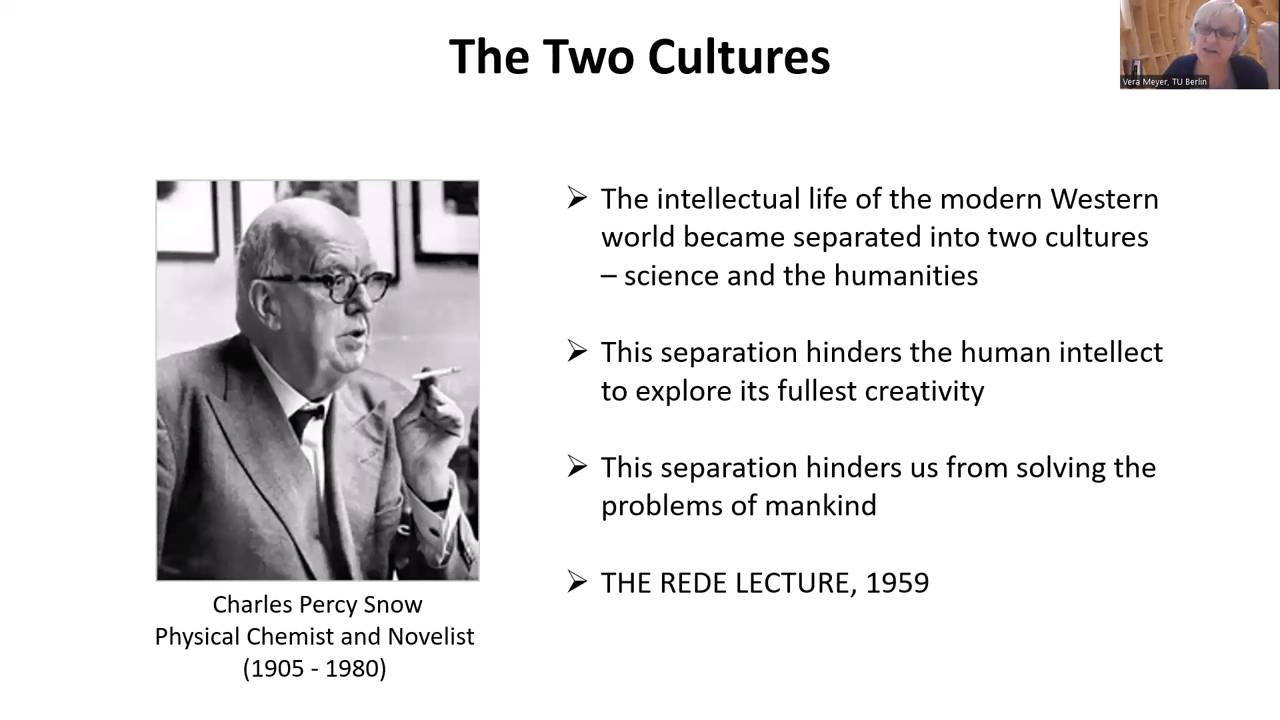 The Two Cultures
Vera Meyer, TU Berlin
➢ The intellectual life of the modern Western
world became separated into two cultures
– science and the humanities
➢ This separation hinders the human intellect
to explore its fullest creativity
➢ This separation hinders us from solving the
problems of mankind
➢ THE REDE LECTURE, 1959
Charles Percy Snow
Physical Chemist and Novelist
(1905 - 1980)